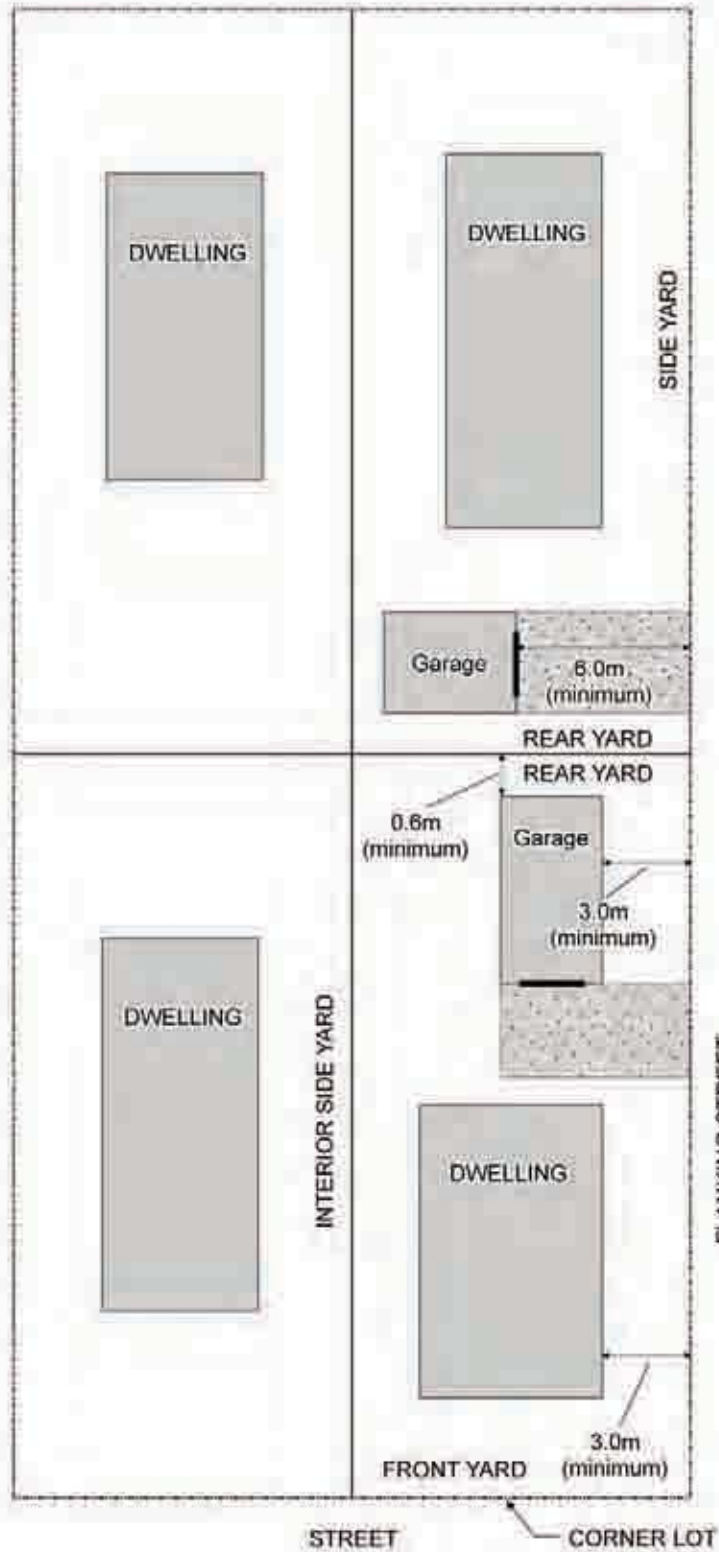 DWELLING
DWELLING
SIDE YARD
Garage
6.0m
(minimum)
REAR YARD
REAR YARD
0.6m
(minimum)
Garage
3.0m
(minimum)
DWELLING
INTERIOR SIDE YARD
DWELLING
3.0m
(minimum)
FRONT YARD
STREET
CORNER LOT